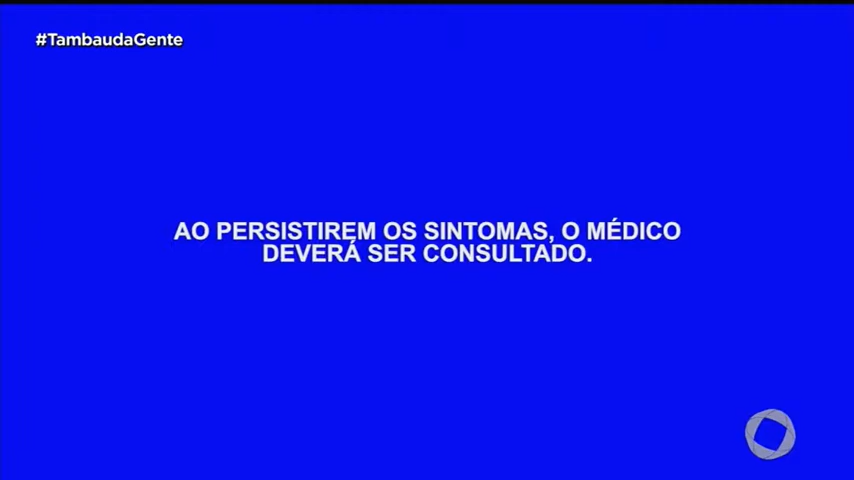 #TambaudaGente
AO PERSISTIREM OS SINTOMAS, O MÉDICO
DEVERÁ SER CONSULTADO.